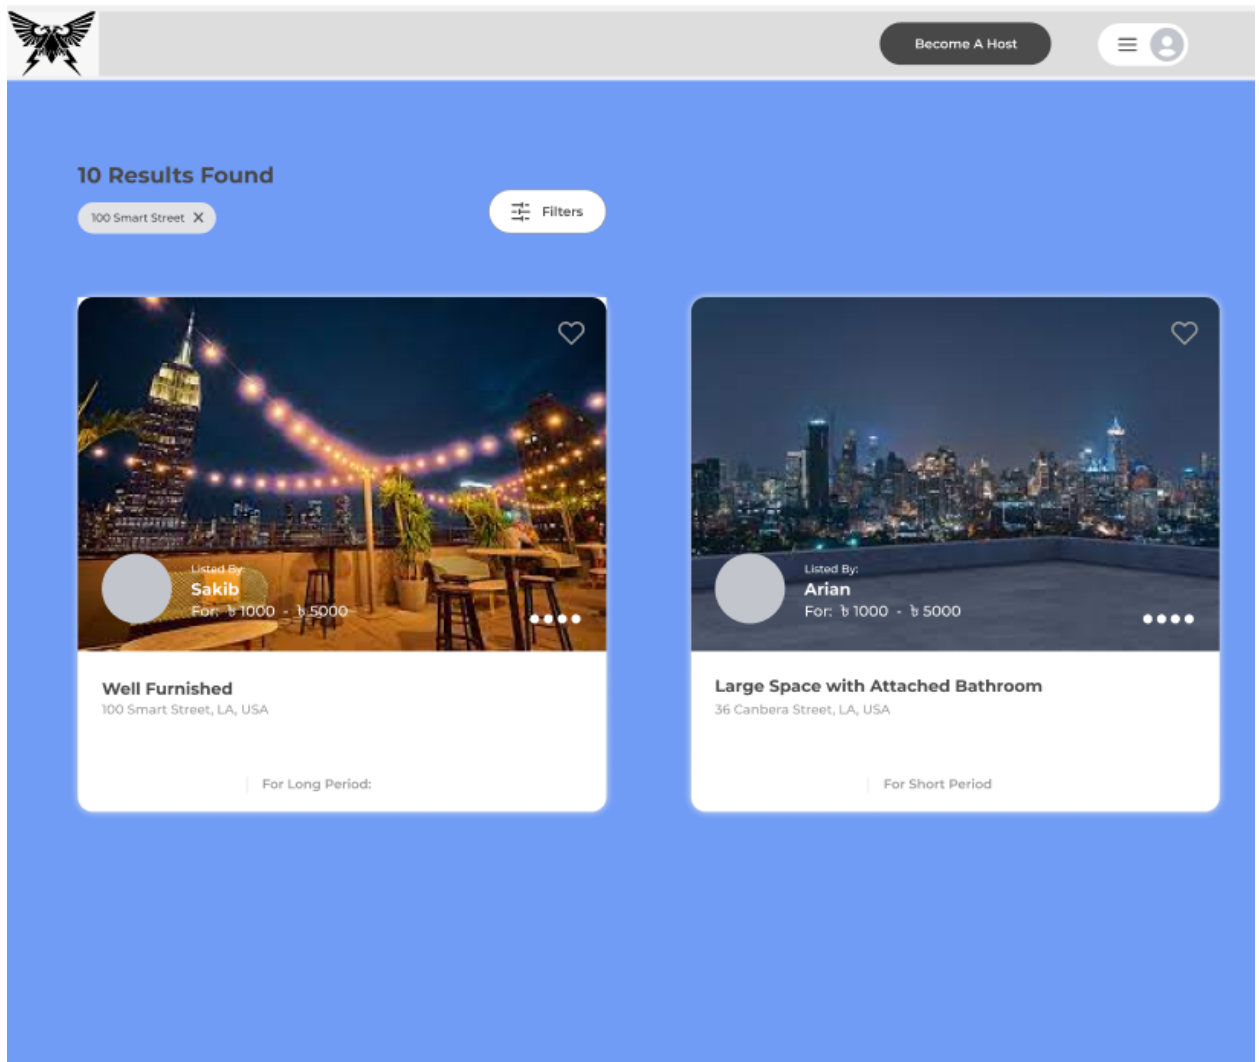 Become A Host
10 Results Found
100 Smart Street X
Filters
Listed By:
Sakib
For: ৳ 1000 - ৳ 5000
Well Furnished
100 Smart Street, LA, USA
For Long Period:
Listed By:
Arian
For: ৳ 1000 - ৳ 5000
Large Space with Attached Bathroom
36 Canbera Street, LA, USA
For Short Period